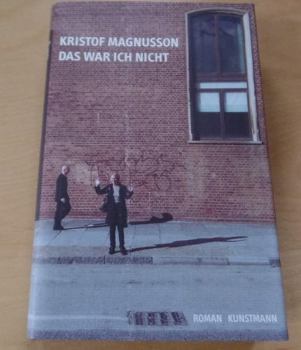 KRISTOF MAGNUSSON
DAS WAR ICH NICHT
ROMAN KUNSTMANN